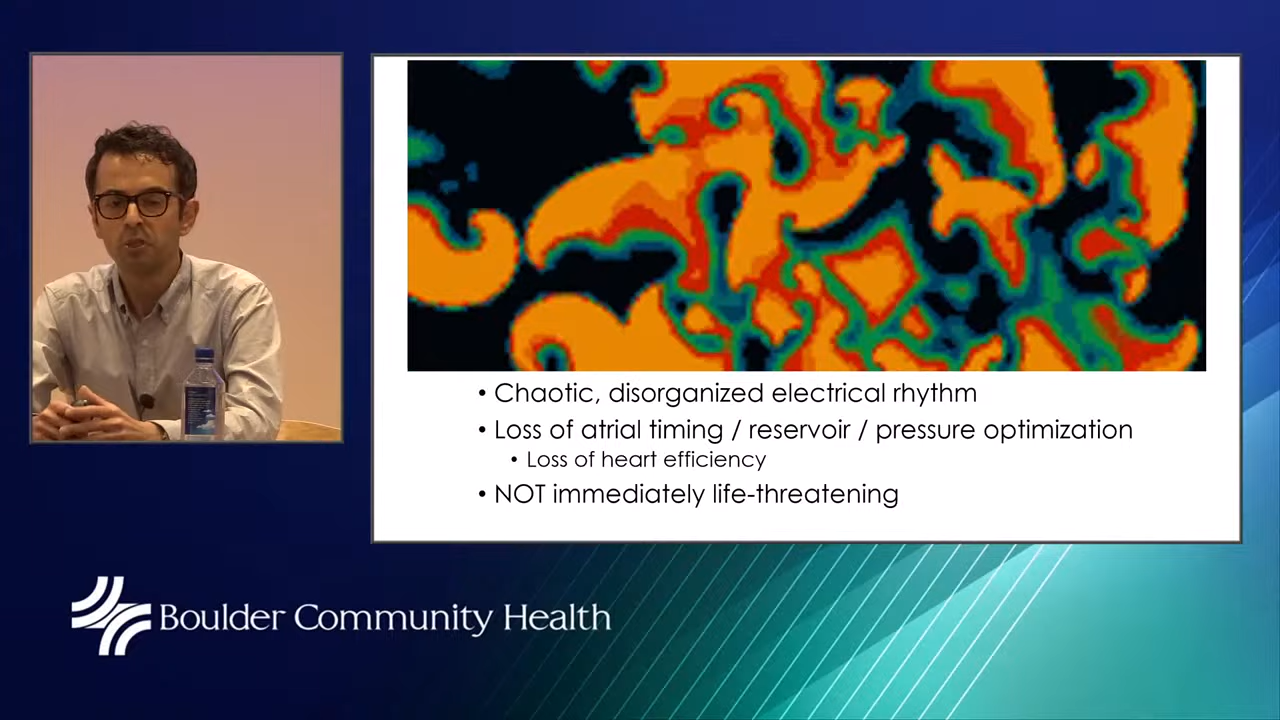 • Chaotic, disorganized electrical rhythm
• Loss of atrial timing / reservoir / pressure optimization
• Loss of heart efficiency
• NOT immediately life-threatening
Boulder Community Health